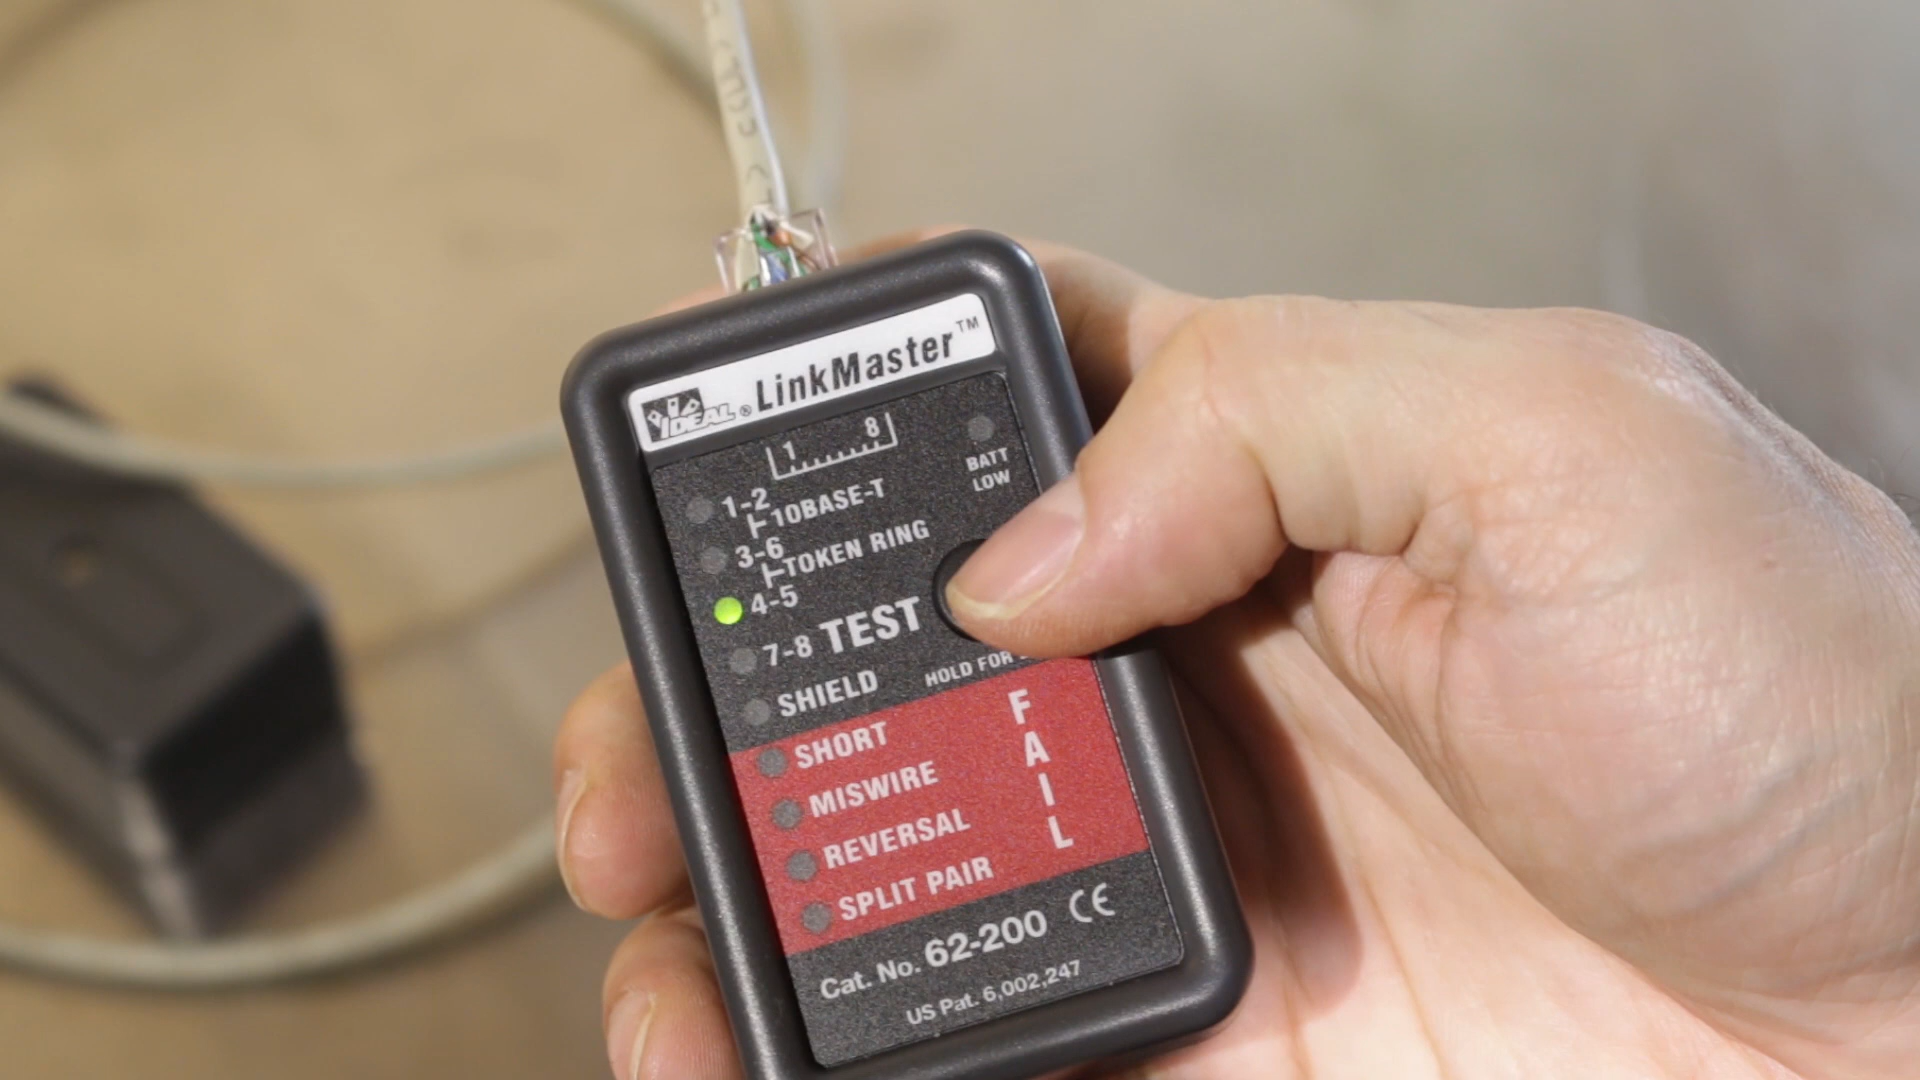 IDEAL® LinkMaster™
1 8
BATT
LOW
1-2
10BASE-T
3-6
TOKEN RING
4-5
7-8 TEST
SHIELD HOLD FOR
SHORT
MISWIRE
REVERSAL
SPLIT PAIR
FAIL
Cat. No. 62-200 CE
US Pat. 6,002,247